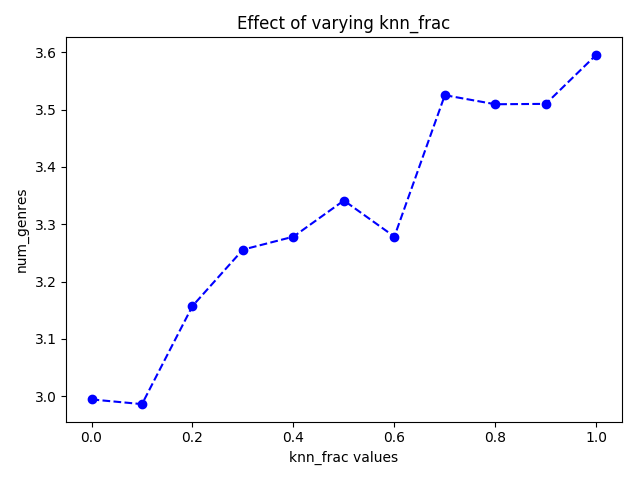 Effect of varying knn_frac
3.6
3.5
3.4
3.3
3.2
3.1
3.0
num_genres
0.0 0.2 0.4 0.6 0.8 1.0
knn_frac values